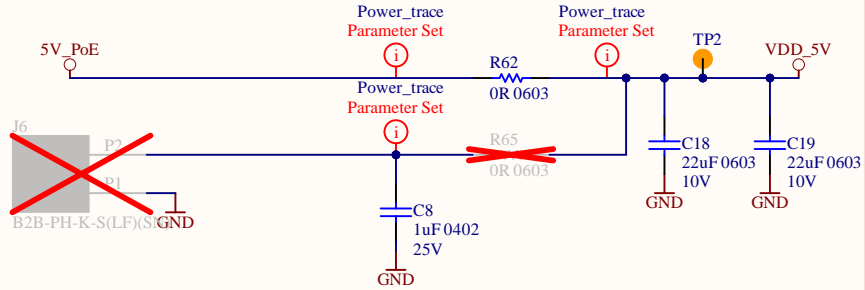 Power_trace
Parameter Set
i
Power_trace
Parameter Set
i
5V_PoE
R62
0R 0603
TP2
VDD_5V
Power_trace
Parameter Set
i
J6
P2
P1
B2B-PH-K-S(LF)(SN)
GND
R65
0R 0603
C8
1uF 0402
25V
GND
C18
22uF 0603
10V
GND
C19
22uF 0603
10V
GND